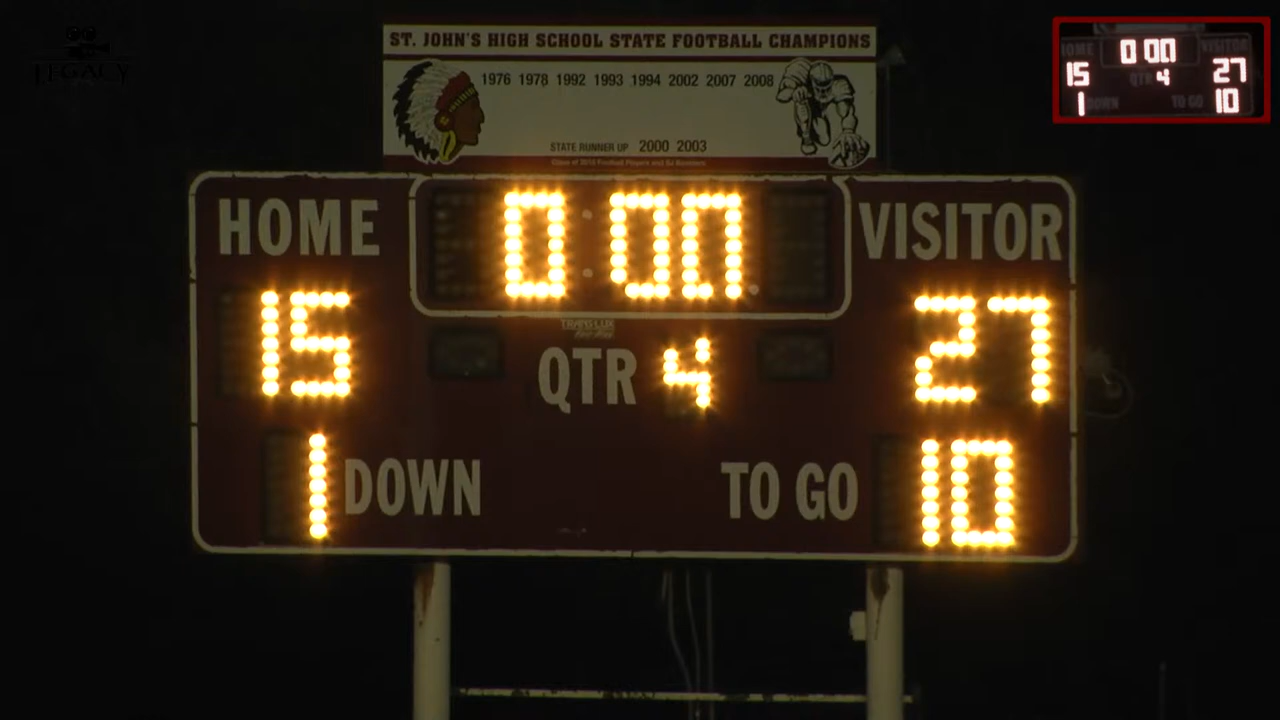 LEGACY
ST. JOHN'S HIGH SCHOOL STATE FOOTBALL CHAMPIONS
1976 1978 1992 1993 1994 2002 2007 2008
STATE RUNNER UP 2000 2003
HOME 0:00 VISITOR
TRANS-LUX
15 QTR 4 27
1 DOWN TO GO 10
HOME 0 00 VISITOR
15 QTR 4 27
1 DOWN TO GO 10